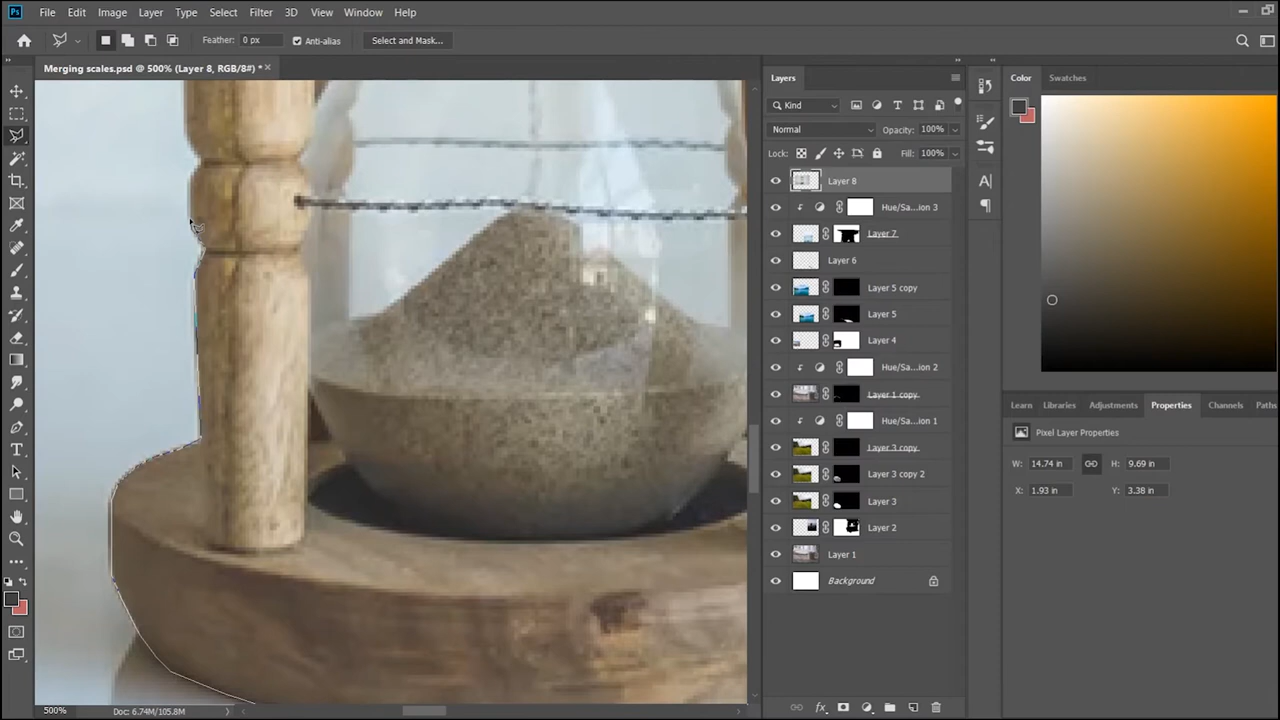 Ps File Edit Image Layer Type Select Filter 3D View Window Help
Feather: 0 px Anti-alias Select and Mask...
Merging scales.psd @ 500% (Layer 8, RGB/8#) *
Layers
Kind
Normal Opacity: 100%
Lock: Fill: 100%
Layer 8
Hue/Sa...ion 3
Layer 7
Layer 6
Layer 5 copy
Layer 5
Layer 4
Hue/Sa...ion 2
Layer 1 copy
Hue/Sa...ion 1
Layer 3 copy
Layer 3 copy 2
Layer 3
Layer 2
Layer 1
Background
fx
Color Swatches
Learn Libraries Adjustments Properties Channels Paths
Pixel Layer Properties
W: 14.74 in H: 9.69 in
X: 1.93 in Y: 3.38 in
500% Doc: 6.74M/105.8M